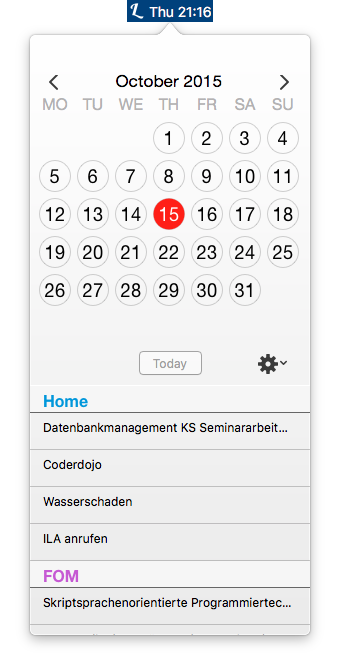 L Thu 21:16
October 2015
MO TU WE TH FR SA SU
1 2 3 4
5 6 7 8 9 10 11
12 13 14 15 16 17 18
19 20 21 22 23 24 25
26 27 28 29 30 31
Today
Home
Datenbankmanagement KS Seminararbeit...
Coderdojo
Wasserschaden
ILA anrufen
FOM
Skriptsprachenorientierte Programmiertec...